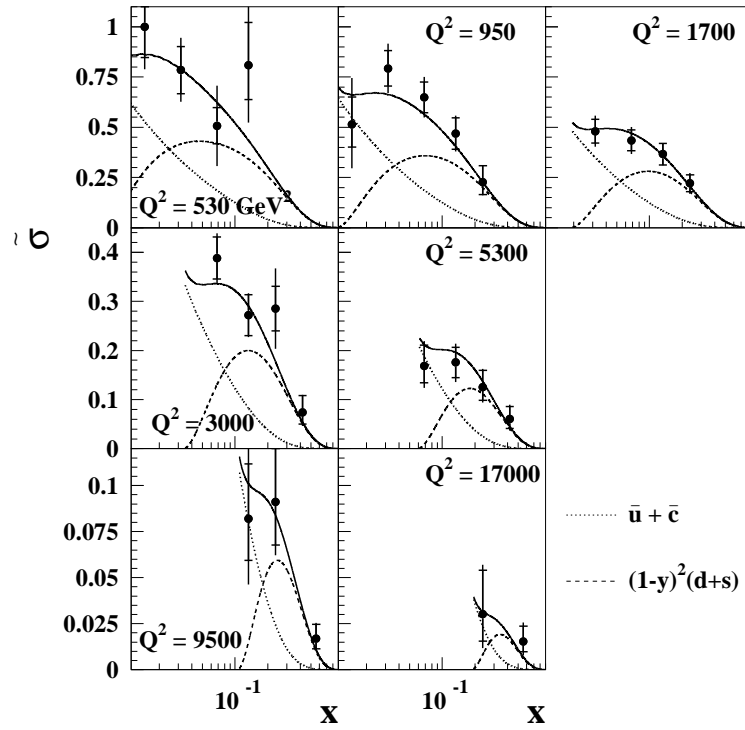 1
0.75
0.5
0.25
0
Q² = 530 GeV²
Q² = 950
Q² = 1700
σ̃
0.4
0.3
0.2
0.1
0
Q² = 3000
Q² = 5300
0.1
0.075
0.05
0.025
0
Q² = 9500
Q² = 17000
ū + c̄
(1-y)²(d+s)
10⁻¹
x
10⁻¹
x